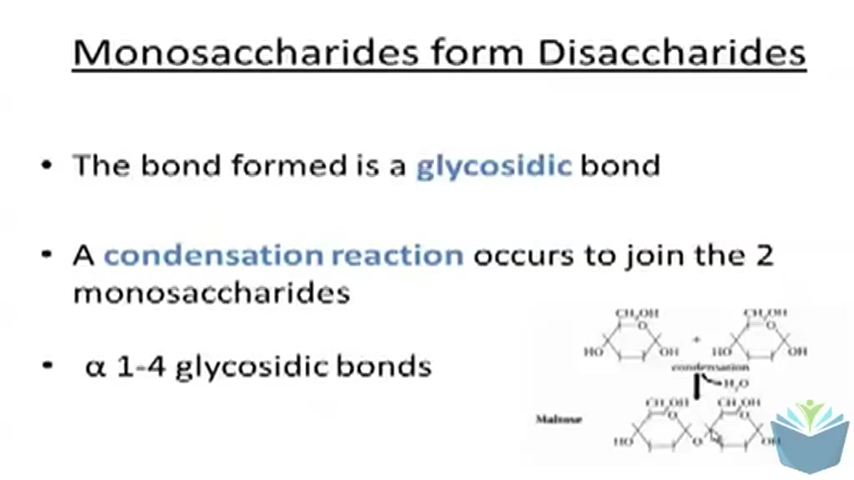 Monosaccharides form Disaccharides
• The bond formed is a glycosidic bond
• A condensation reaction occurs to join the 2
monosaccharides
• α 1-4 glycosidic bonds
CH₂OH CH₂OH
O O
+
HO OH HO OH
condensation
H₂O
CH₂OH CH₂OH
O O
Maltose
HO O OH